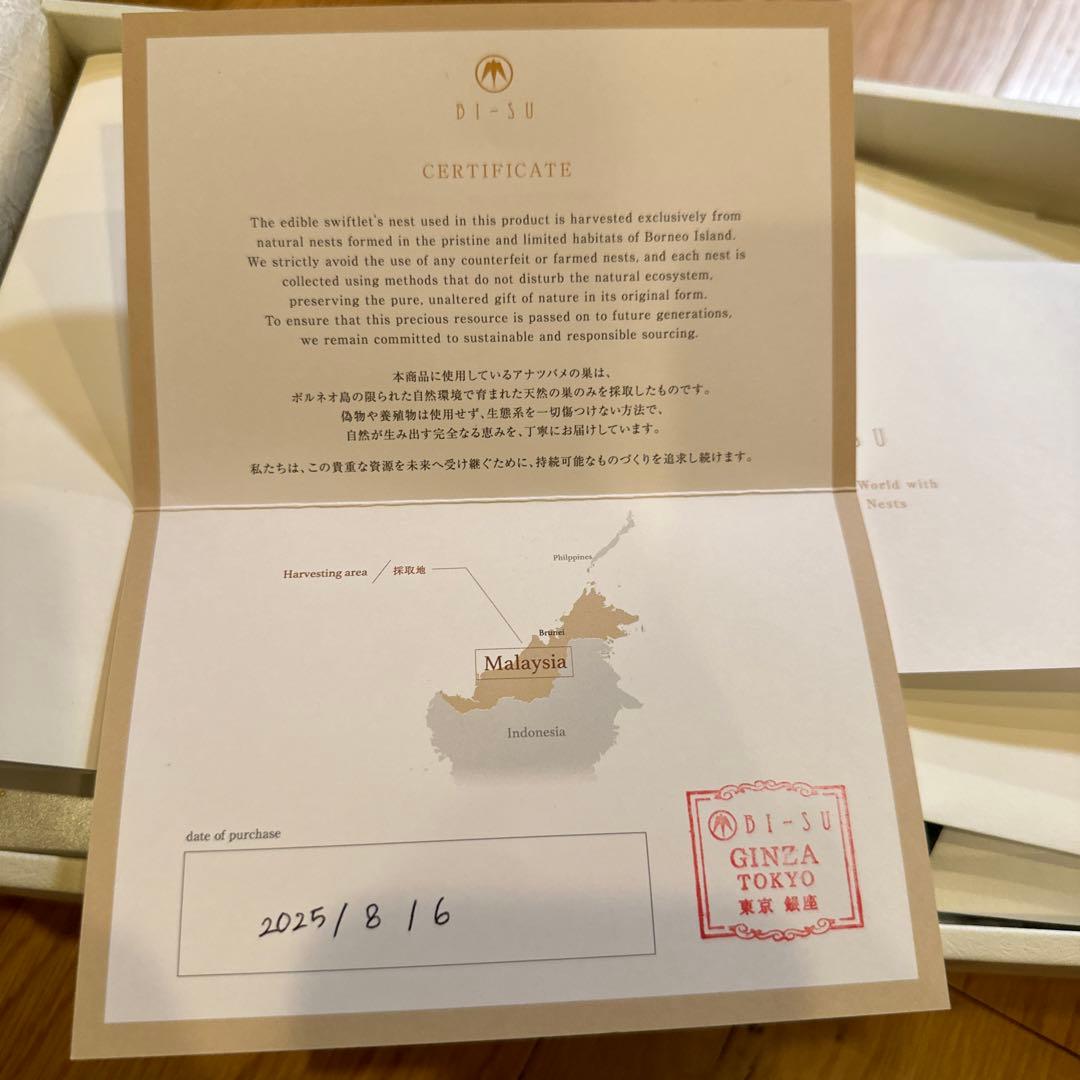 BI-SU
CERTIFICATE
The edible swiftlet's nest used in this product is harvested exclusively from
natural nests formed in the pristine and limited habitats of Borneo Island.
We strictly avoid the use of any counterfeit or farmed nests, and each nest is
collected using methods that do not disturb the natural ecosystem,
preserving the pure, unaltered gift of nature in its original form.
To ensure that this precious resource is passed on to future generations,
we remain committed to sustainable and responsible sourcing.
本商品に使用しているアナツバメの巣は、
ボルネオ島の限られた自然環境で育まれた天然の巣のみを採取したものです。
偽物や養殖物は使用せず、生態系を一切傷つけない方法で、
自然が生み出す完全なる恵みを、丁寧にお届けしています。
私たちは、この貴重な資源を未来へ受け継ぐために、持続可能なものづくりを追求し続けます。
Philppines
Harvesting area / 採取地
Brunei
Malaysia
Indonesia
date of purchase
2025/8/6
BI-SU
GINZA
TOKYO
東京 銀座
U
World with
Nests